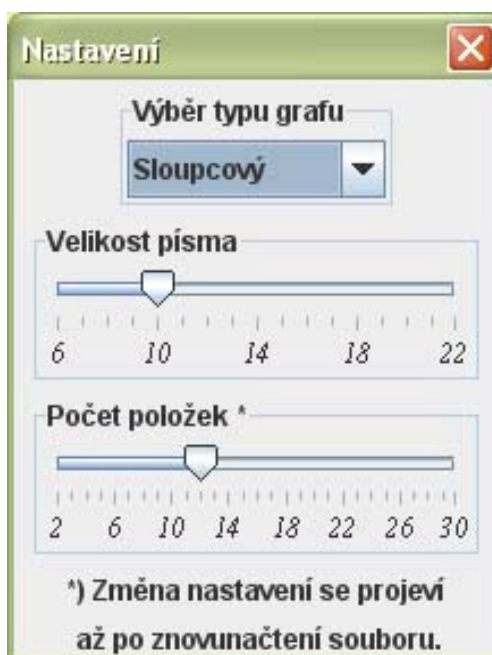 Nastavení
Výběr typu grafu
Sloupcový
Velikost písma
6 10 14 18 22
Počet položek *
2 6 10 14 18 22 26 30
*) Změna nastavení se projeví
až po znovunačtení souboru.